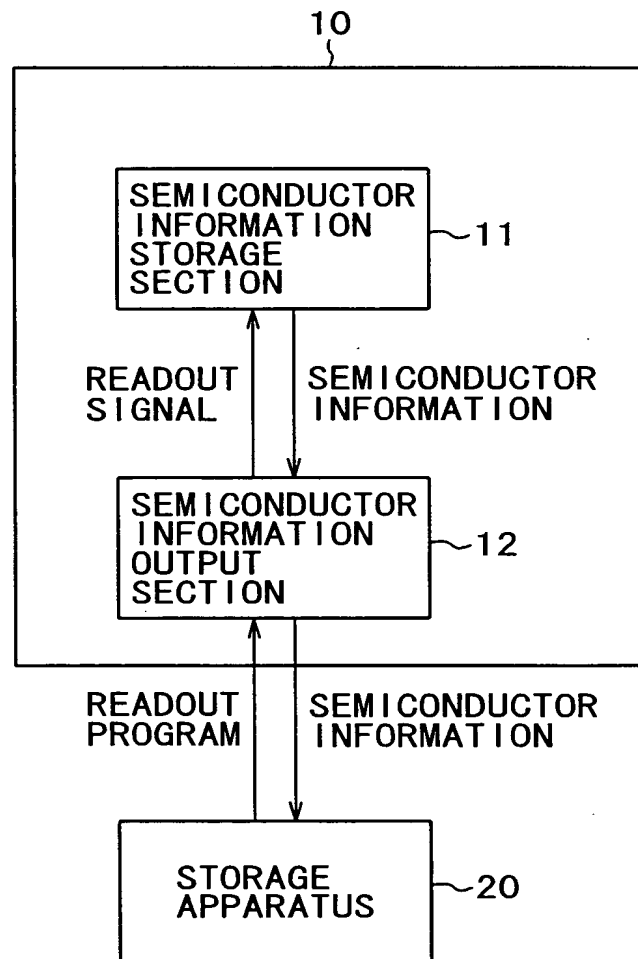 10
SEMICONDUCTOR
INFORMATION
STORAGE
SECTION
11
READOUT
SIGNAL
SEMICONDUCTOR
INFORMATION
SEMICONDUCTOR
INFORMATION
OUTPUT
SECTION
12
READOUT
PROGRAM
SEMICONDUCTOR
INFORMATION
STORAGE
APPARATUS
20